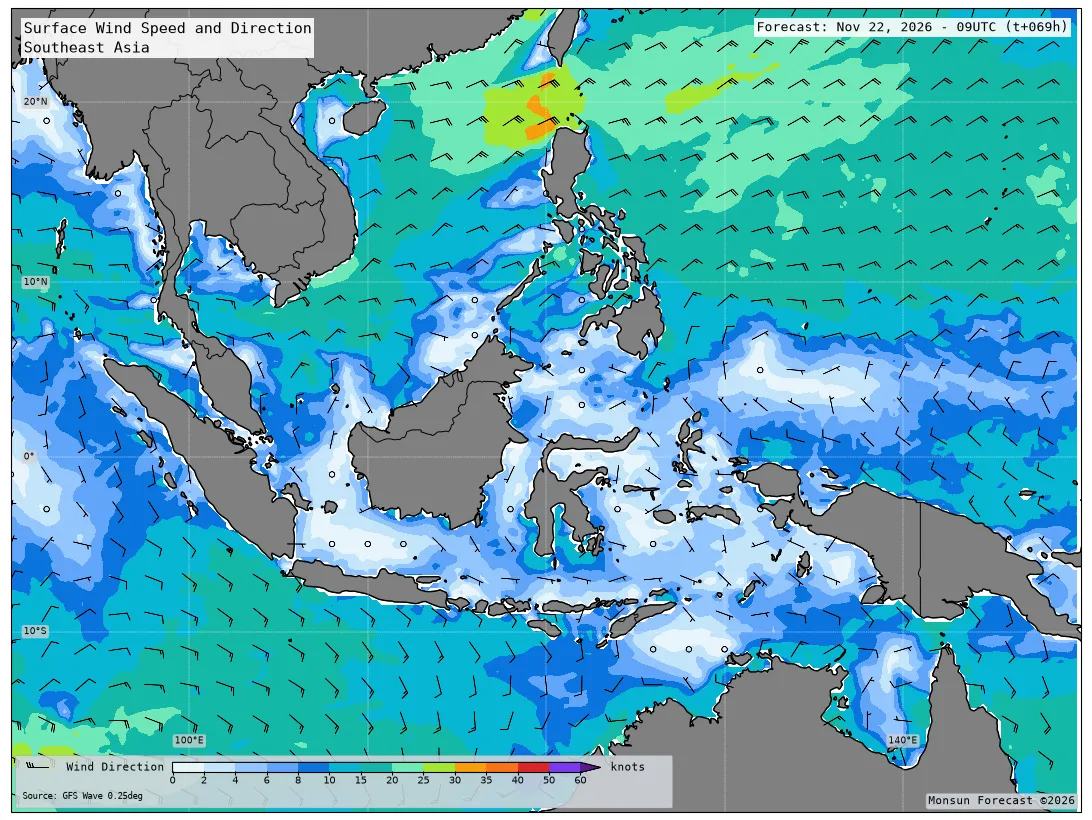 Surface Wind Speed and Direction
Southeast Asia
Forecast: Nov 22, 2026 - 09UTC (t+069h)
20°N
10°N
0°
10°S
100°E
140°E
Wind Direction
0 2 4 6 8 10 15 20 25 30 35 40 50 60
knots
Source: GFS Wave 0.25deg
Monsun Forecast ©2026